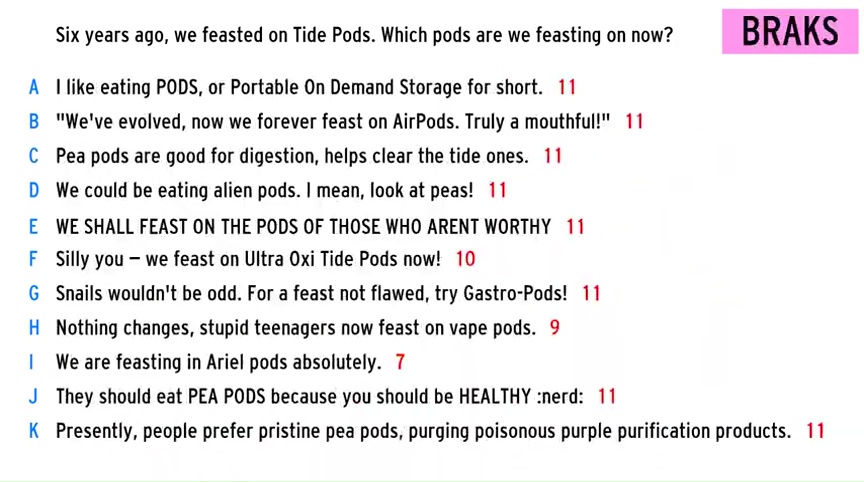 Six years ago, we feasted on Tide Pods. Which pods are we feasting on now?
BRAKS
A I like eating PODS, or Portable On Demand Storage for short. 11
B "We've evolved, now we forever feast on AirPods. Truly a mouthful!" 11
C Pea pods are good for digestion, helps clear the tide ones. 11
D We could be eating alien pods. I mean, look at peas! 11
E WE SHALL FEAST ON THE PODS OF THOSE WHO ARENT WORTHY 11
F Silly you – we feast on Ultra Oxi Tide Pods now! 10
G Snails wouldn't be odd. For a feast not flawed, try Gastro-Pods! 11
H Nothing changes, stupid teenagers now feast on vape pods. 9
I We are feasting in Ariel pods absolutely. 7
J They should eat PEA PODS because you should be HEALTHY :nerd: 11
K Presently, people prefer pristine pea pods, purging poisonous purple purification products. 11